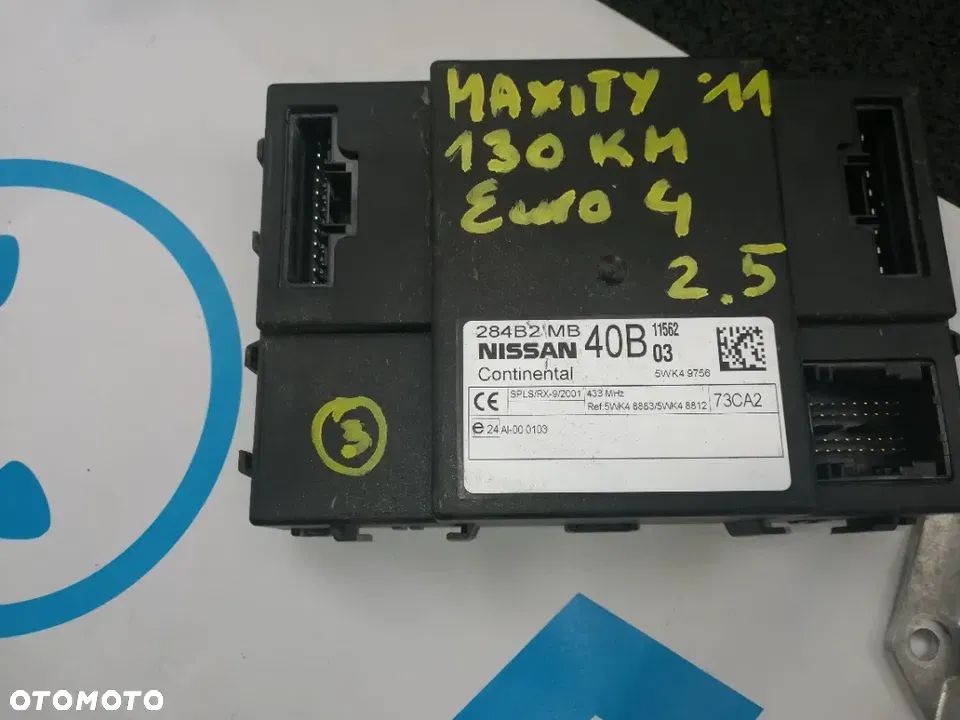 MAXITY '11
130 KM
Euro 4
2.5
284B2 MB 40B 11562
NISSAN 03
Continental 5WK4 9756
CE SPLS/RX-9/2001 433 MHz 73CA2
Ref:5WK4 8883/5WK4 8812
e 24 AI-00 0103
3
OTOMOTO